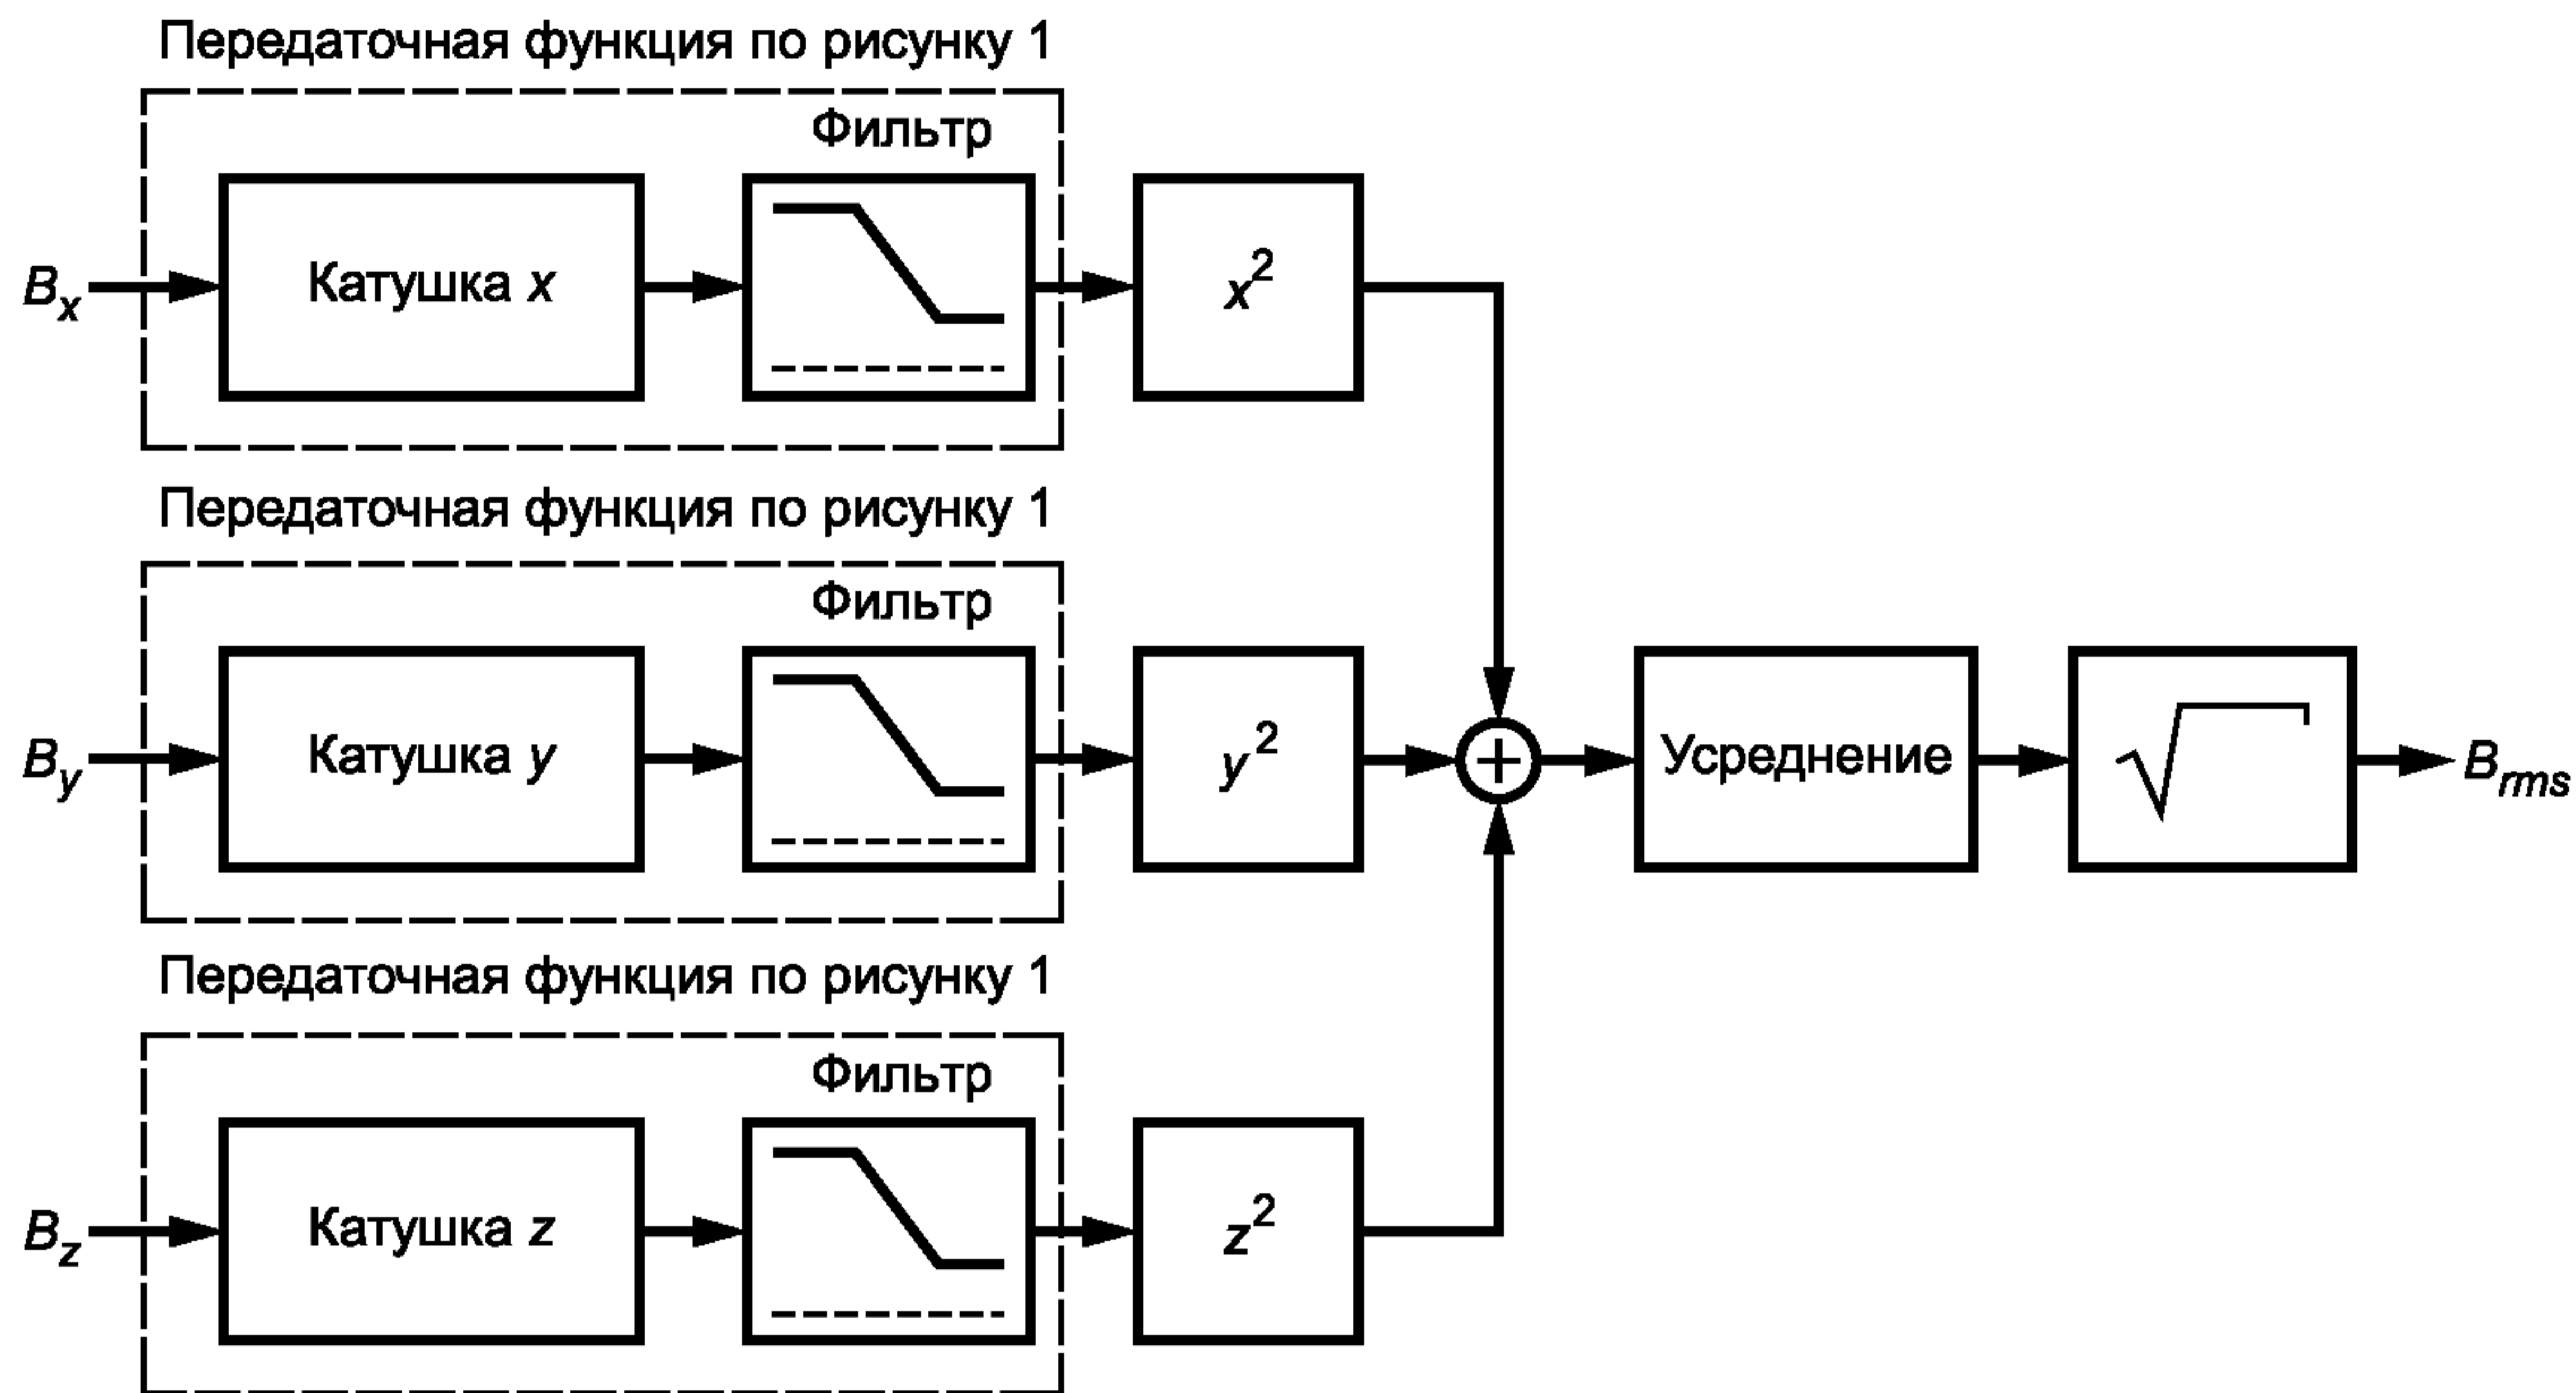 Передаточная функция по рисунку 1
Фильтр
Bx
Катушка x
x²
Передаточная функция по рисунку 1
Фильтр
By
Катушка y
y²
+
Усреднение
√
Brms
Передаточная функция по рисунку 1
Фильтр
Bz
Катушка z
z²